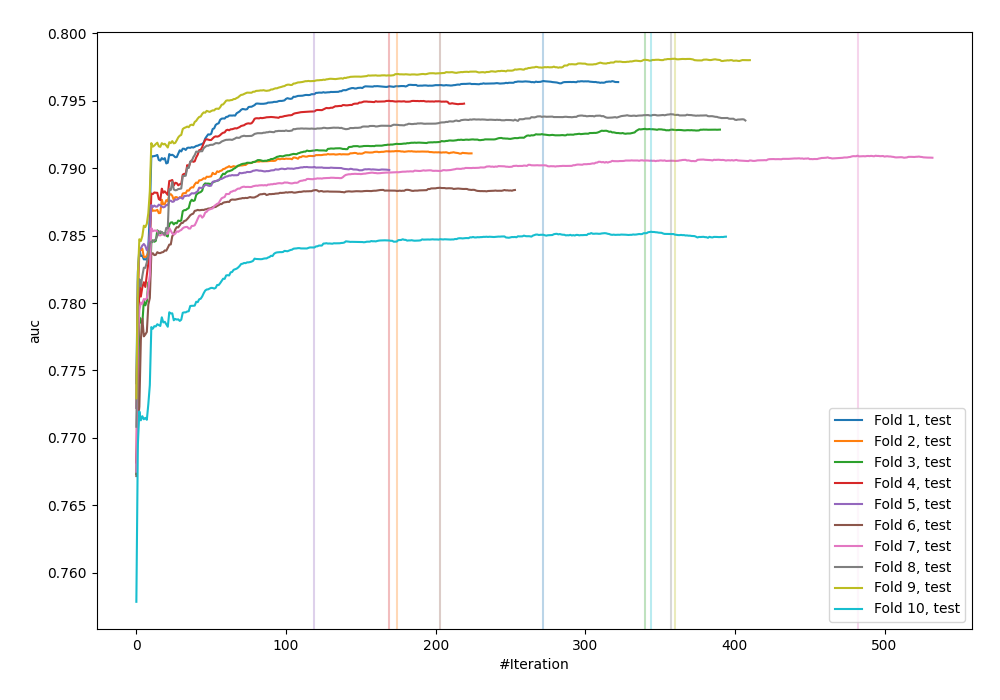 0.800
0.795
0.790
0.785
0.780
0.775
0.770
0.765
0.760
auc
0
100
200
300
400
500
#Iteration
Fold 1, test
Fold 2, test
Fold 3, test
Fold 4, test
Fold 5, test
Fold 6, test
Fold 7, test
Fold 8, test
Fold 9, test
Fold 10, test